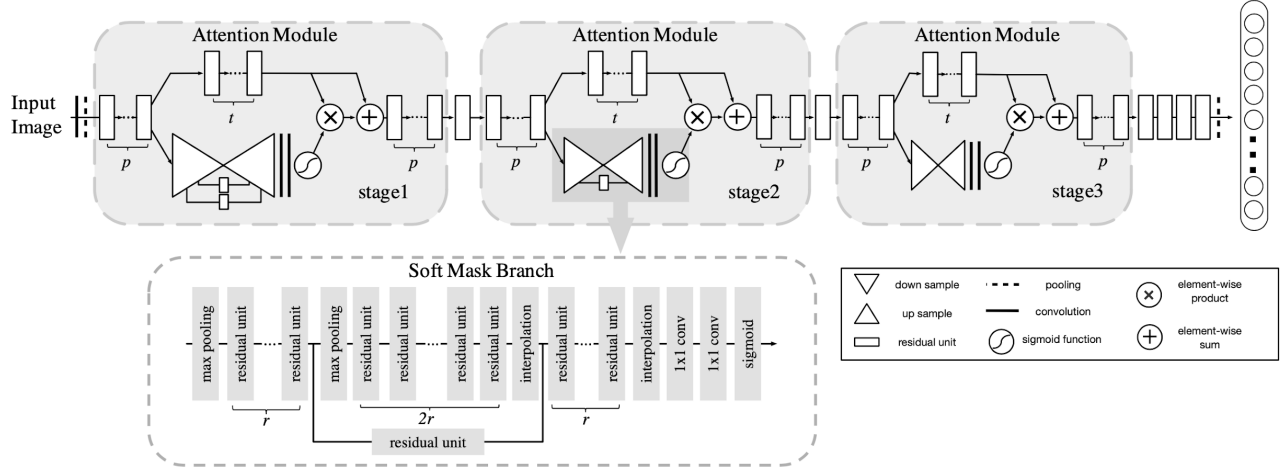 Attention Module
Attention Module
Attention Module
Input
Image
t
t
t
p
p
p
p
p
p
stage1
stage2
stage3
Soft Mask Branch
max pooling
residual unit
...
residual unit
max pooling
residual unit
residual unit
...
residual unit
residual unit
interpolation
residual unit
...
residual unit
interpolation
1x1 conv
1x1 conv
sigmoid
r
2r
r
residual unit
down sample
pooling
element-wise
product
up sample
convolution
residual unit
sigmoid function
element-wise
sum